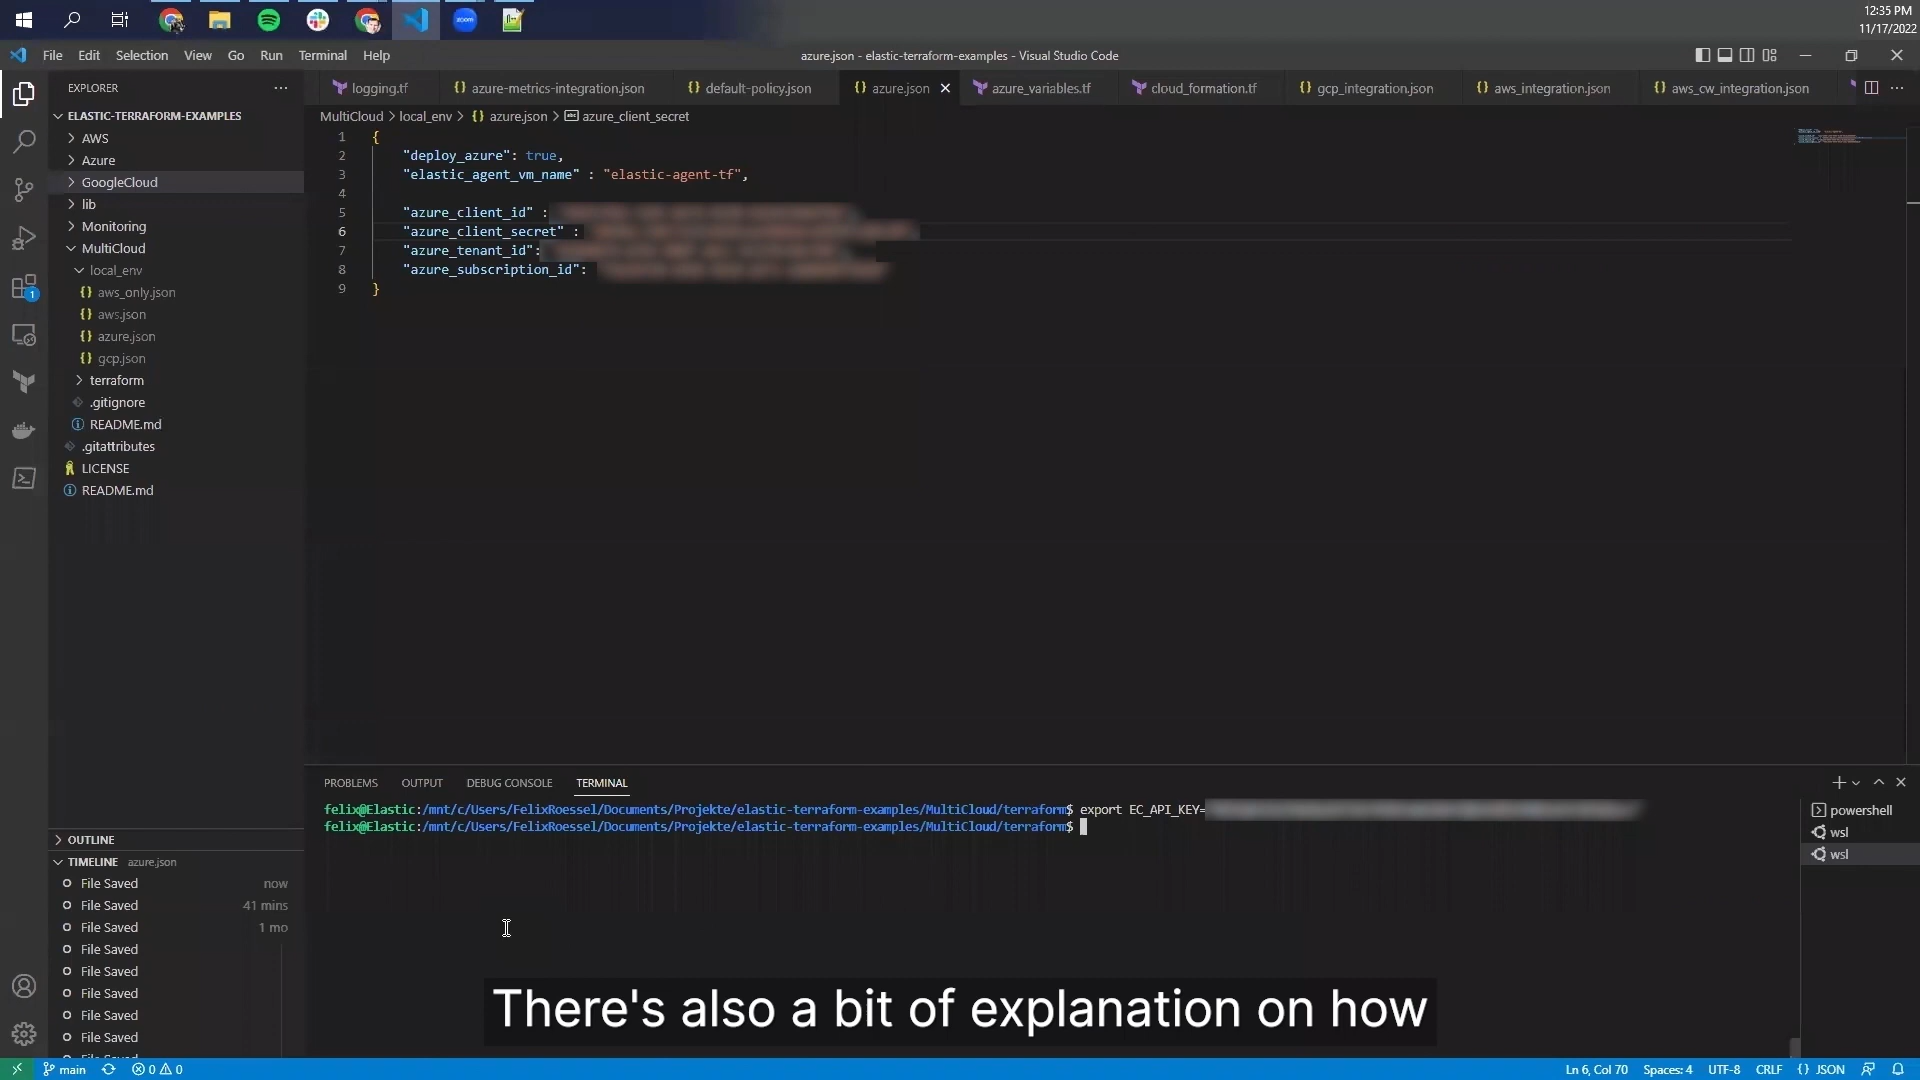 zoom
12:35 PM
11/17/2022
File Edit Selection View Go Run Terminal Help
azure.json - elastic-terraform-examples - Visual Studio Code
EXPLORER
logging.tf
azure-metrics-integration.json
default-policy.json
azure.json
azure_variables.tf
cloud_formation.tf
gcp_integration.json
aws_integration.json
aws_cw_integration.json
ELASTIC-TERRAFORM-EXAMPLES
AWS
Azure
GoogleCloud
lib
Monitoring
MultiCloud
local_env
aws_only.json
aws.json
azure.json
gcp.json
terraform
.gitignore
README.md
.gitattributes
LICENSE
README.md
MultiCloud > local_env > {} azure.json > azure_client_secret
1 {
2 "deploy_azure": true,
3 "elastic_agent_vm_name" : "elastic-agent-tf",
4
5 "azure_client_id" :
6 "azure_client_secret" :
7 "azure_tenant_id":
8 "azure_subscription_id":
9 }
PROBLEMS OUTPUT DEBUG CONSOLE TERMINAL
felix@Elastic:/mnt/c/Users/FelixRoessel/Documents/Projekte/elastic-terraform-examples/MultiCloud/terraform$ export EC_API_KEY=
felix@Elastic:/mnt/c/Users/FelixRoessel/Documents/Projekte/elastic-terraform-examples/MultiCloud/terraform$
powershell
wsl
wsl
OUTLINE
TIMELINE azure.json
File Saved now
File Saved 41 mins
File Saved 1 mo
File Saved
File Saved
File Saved
File Saved
File Saved
There's also a bit of explanation on how
1
main
0 0
Ln 6, Col 70
Spaces: 4
UTF-8
CRLF
{} JSON